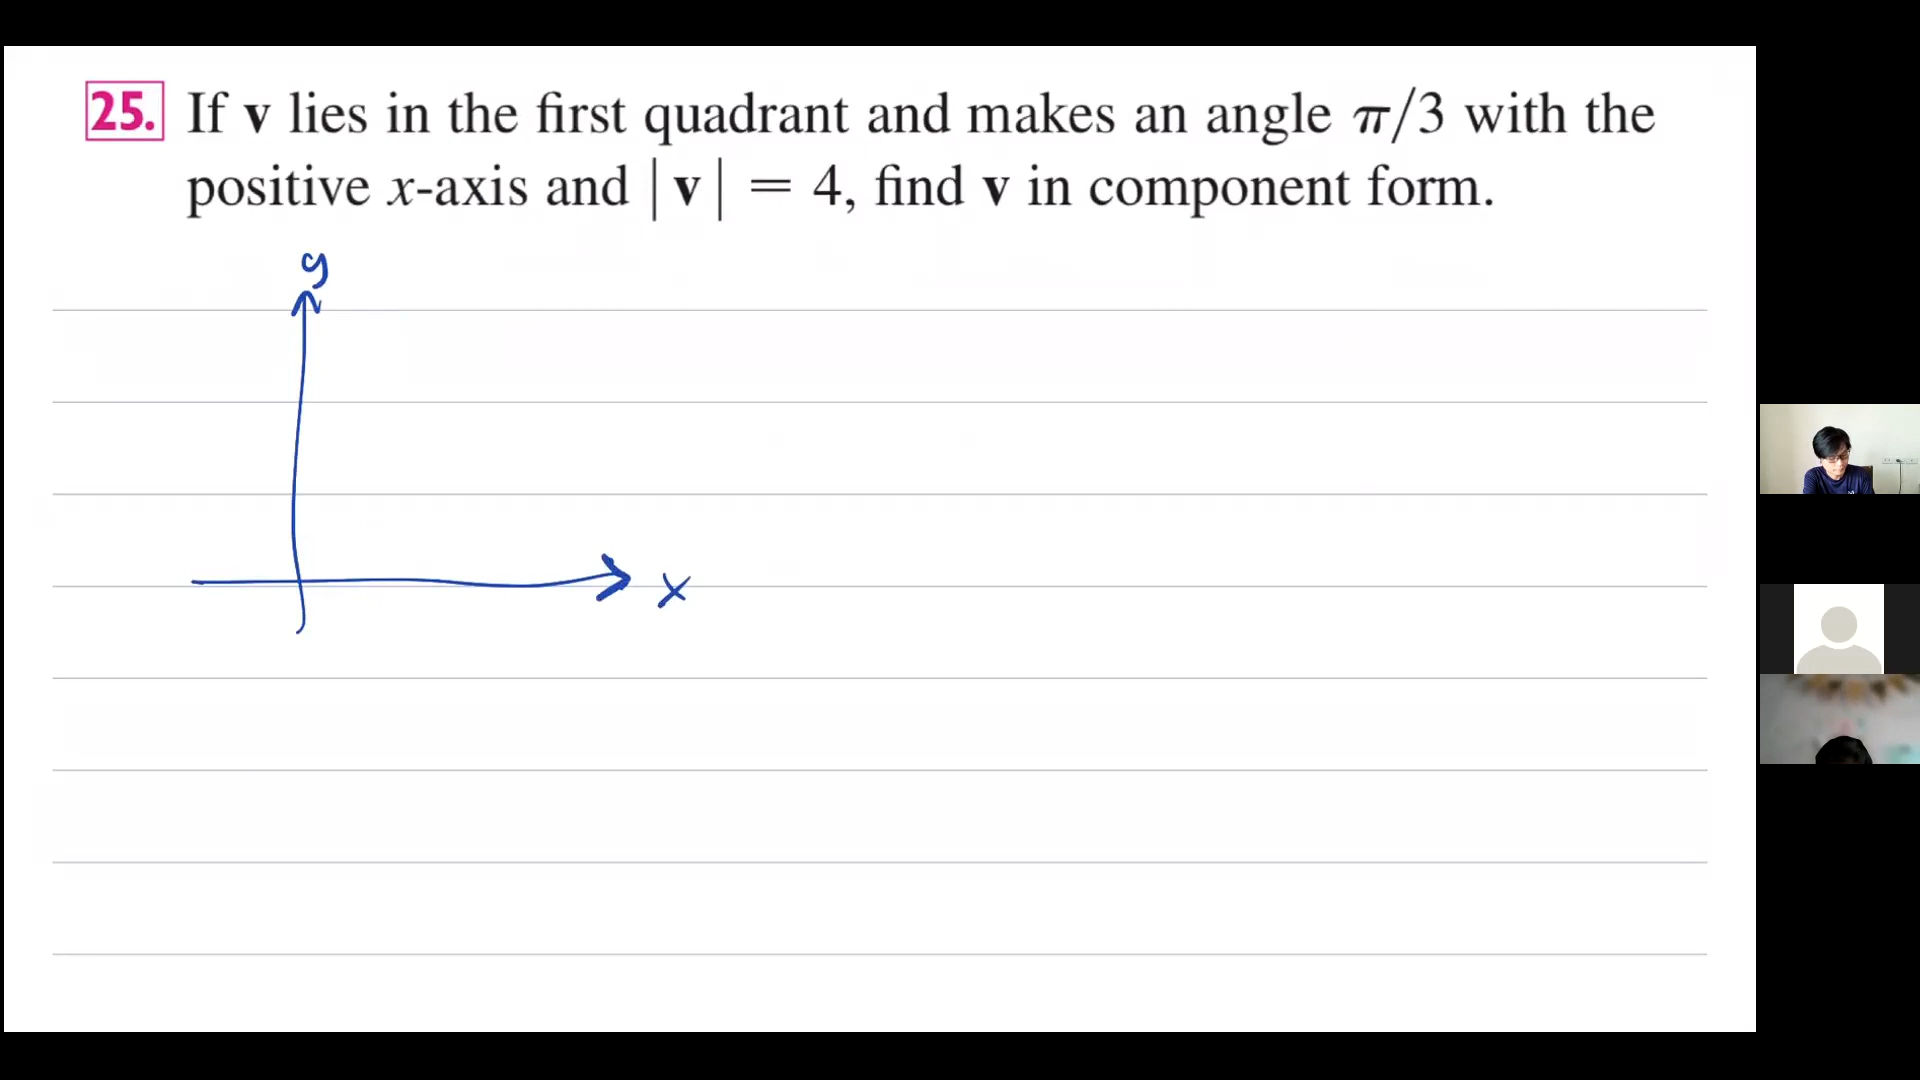 25. If v lies in the first quadrant and makes an angle π/3 with the
positive x-axis and |v| = 4, find v in component form.
y
x